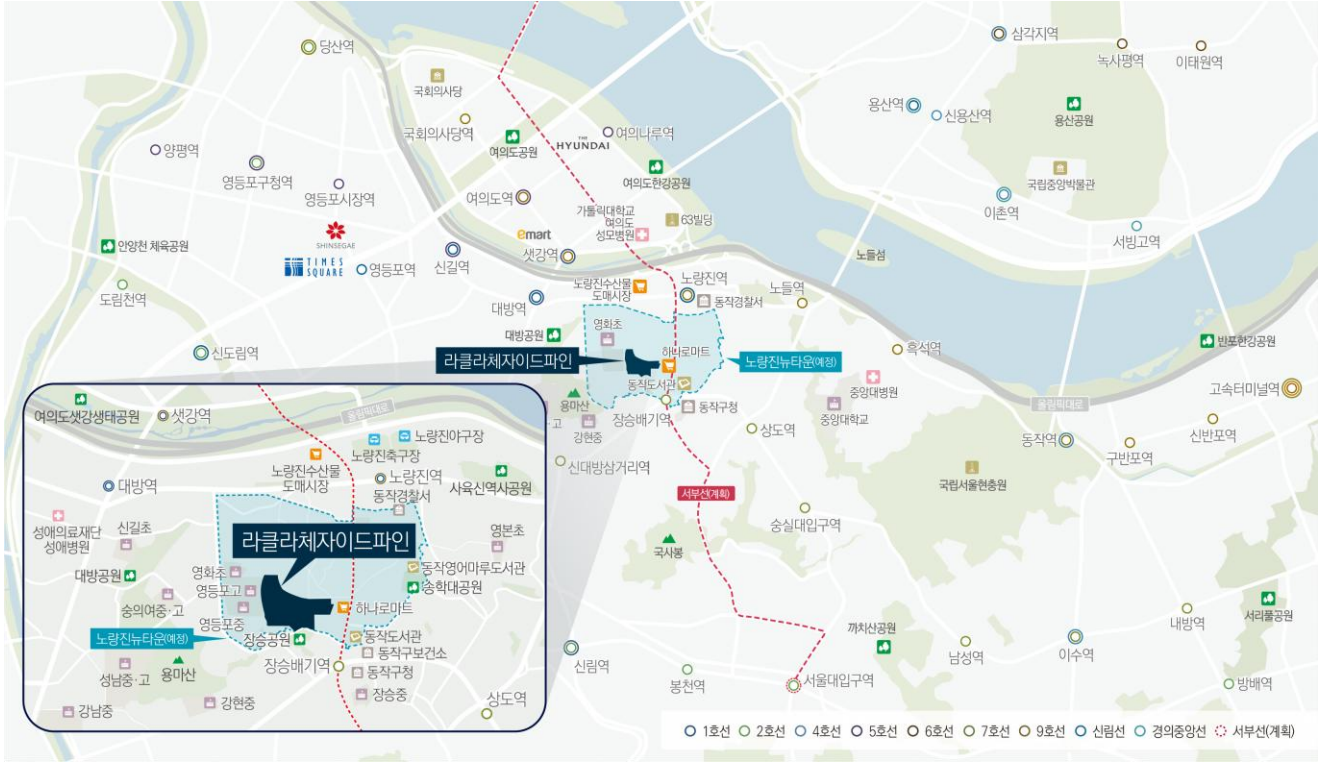 당산역
삼각지역
녹사평역
이태원역
국회의사당
용산역
신용산역
용산공원
국회의사당역
여의도공원
THE
HYUNDAI
여의나루역
양평역
영등포구청역
영등포시장역
여의도한강공원
국립중앙박물관
여의도역
이촌역
SHINSEGAE
emart
가톨릭대학교
여의도
성모병원
63빌딩
서빙고역
안양천 체육공원
TIMES
SQUARE
영등포역
신길역
샛강역
노들섬
도림천역
대방역
노량진수산물
도매시장
노량진역
동작경찰서
노들역
대방공원
영화초
신도림역
라클라체자이드파인
하나로마트
노량진뉴타운(예정)
흑석역
반포한강공원
동작도서관
중앙대병원
고속터미널역
용마산
고
강현중
장승배기역
동작구청
중앙대학교
올림픽대로
상도역
동작역
구반포역
신반포역
신대방삼거리역
서부선(계획)
국립서울현충원
숭실대입구역
국사봉
까치산공원
내방역
서리풀공원
신림역
봉천역
서울대입구역
남성역
이수역
방배역
여의도샛강생태공원
샛강역
올림픽대로
노량진야구장
노량진축구장
노량진수산물
도매시장
노량진역
동작경찰서
사육신역사공원
대방역
성애의료재단
성애병원
신길초
라클라체자이드파인
영본초
대방공원
영화초
영등포고
동작영어마루도서관
송학대공원
숭의여중·고
영등포중
하나로마트
노량진뉴타운(예정)
장승공원
동작도서관
동작구보건소
장승배기역
동작구청
성남중·고
용마산
장승중
강남중
강현중
상도역
1호선 2호선 4호선 5호선 6호선 7호선 9호선 신림선 경의중앙선 서부선(계획)